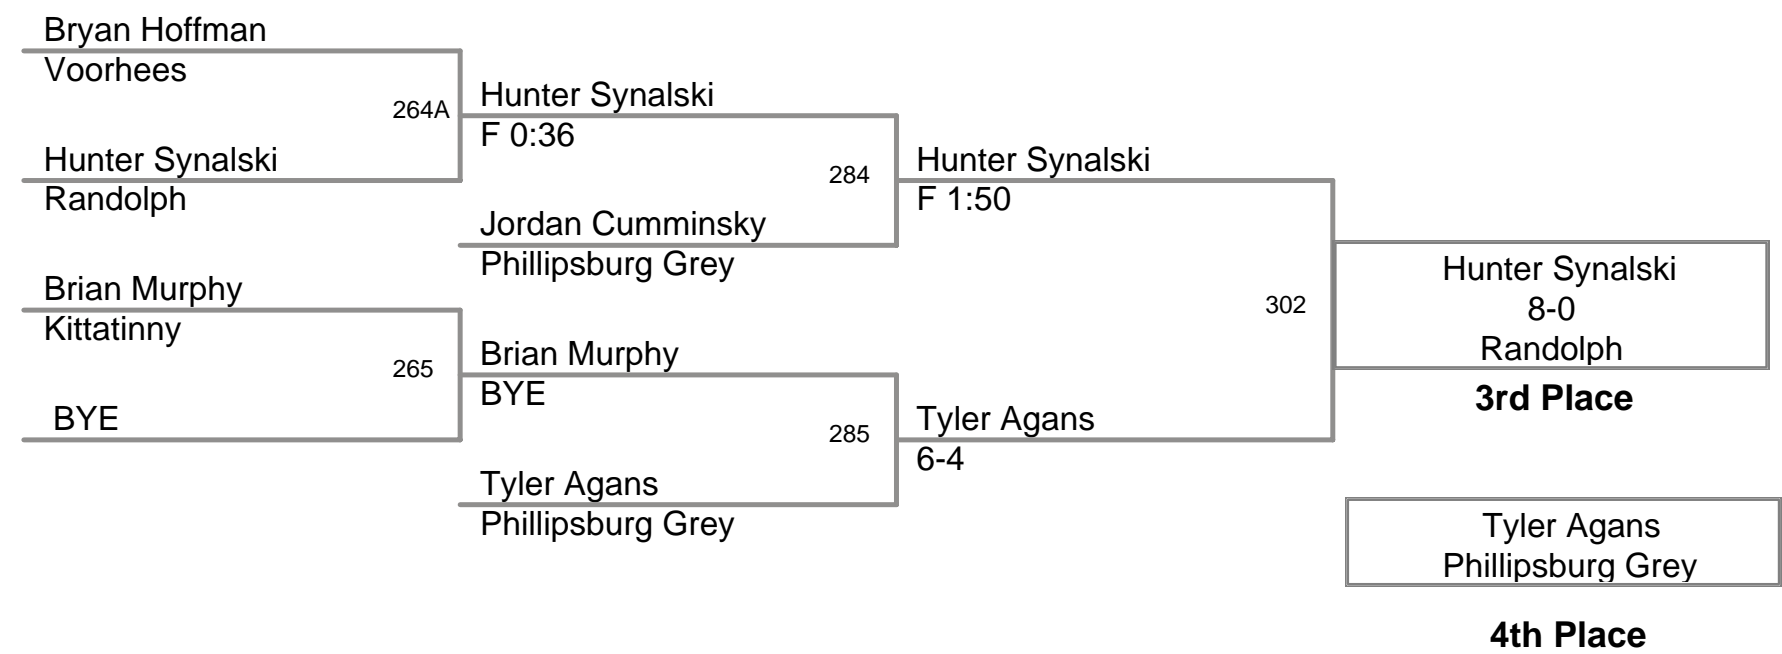 Bryan Hoffman
Voorhees
264A
Hunter Synalski
Randolph
Brian Murphy
Kittatinny
265
BYE
Hunter Synalski
F 0:36
284
Jordan Cumminsky
Phillipsburg Grey
Brian Murphy
BYE
285
Tyler Agans
Phillipsburg Grey
Hunter Synalski
F 1:50
302
Tyler Agans
6-4
Hunter Synalski
8-0
Randolph
3rd Place
Tyler Agans
Phillipsburg Grey
4th Place